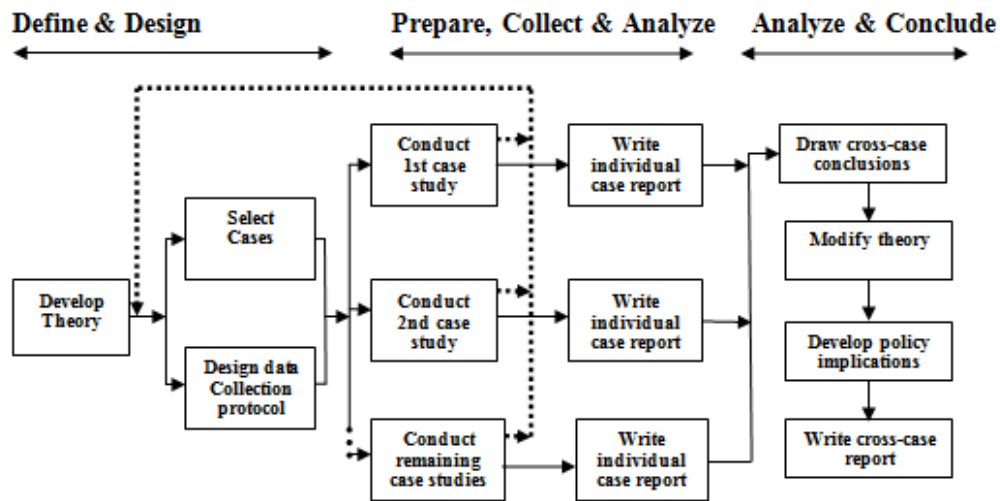 Define & Design
Prepare, Collect & Analyze
Analyze & Conclude
Develop
Theory
Select
Cases
Design data
Collection
protocol
Conduct
1st case
study
Conduct
2nd case
study
Conduct
remaining
case studies
Write
individual
case report
Write
individual
case report
Write
individual
case report
Draw cross-case
conclusions
Modify theory
Develop policy
implications
Write cross-case
report